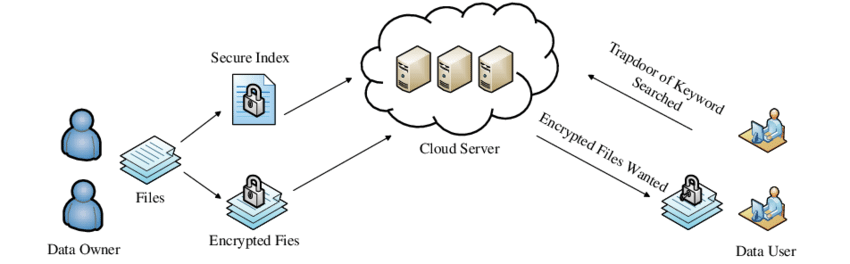 Secure Index
Trapdoor of Keyword
Searched
Cloud Server
Encrypted Files Wanted
Files
Encrypted Fies
Data Owner
Data User